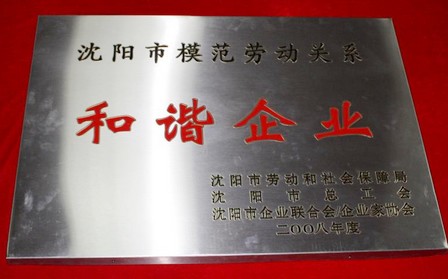 沈阳市模范劳动关系
和谐企业
沈阳市劳动和社会保障局
沈阳市总工会
沈阳市企业联合会/企业家协会
二〇〇八年度